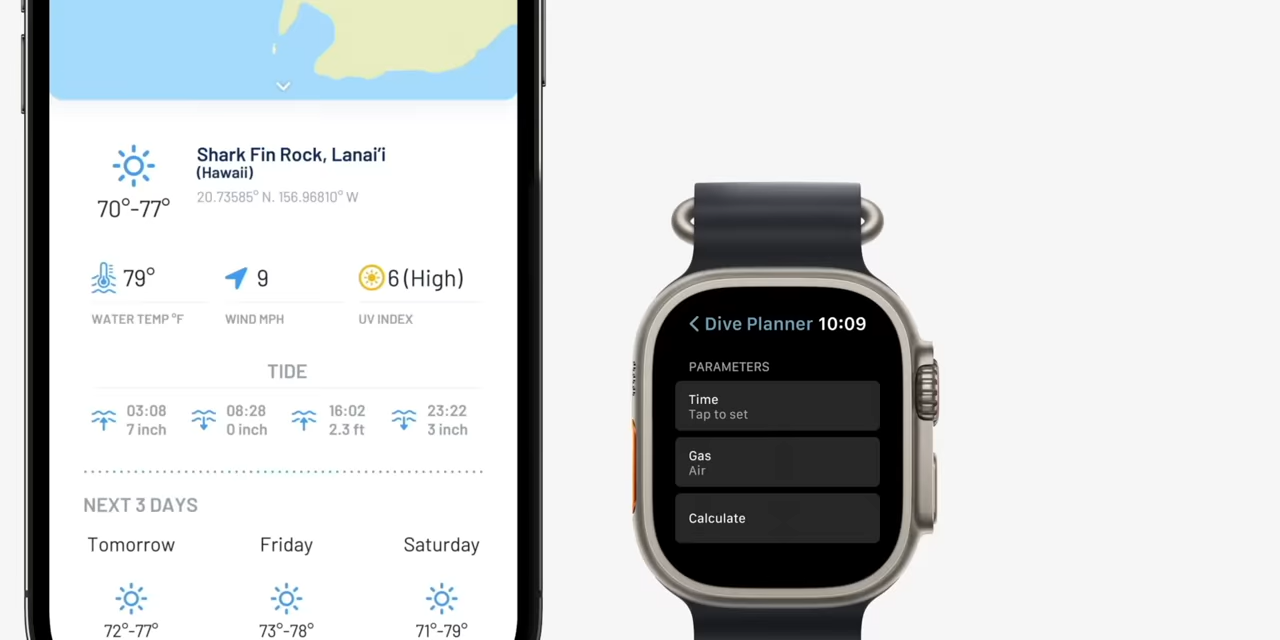 Shark Fin Rock, Lanai'i
(Hawaii)
20.73585° N. 156.96810° W
70°-77°
79°
9
6 (High)
WATER TEMP °F
WIND MPH
UV INDEX
TIDE
03:08
7 inch
08:28
0 inch
16:02
2.3 ft
23:22
3 inch
NEXT 3 DAYS
Tomorrow
Friday
Saturday
72°-77°
73°-78°
71°-79°
Dive Planner 10:09
PARAMETERS
Time
Tap to set
Gas
Air
Calculate